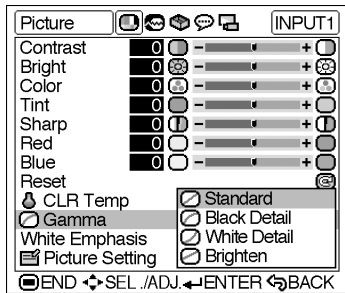 Picture INPUT1
Contrast 0 - +
Bright 0 - +
Color 0 - +
Tint 0 - +
Sharp 0 - +
Red 0 - +
Blue 0 - +
Reset
CLR Temp Standard
Gamma Black Detail
White Emphasis White Detail
Picture Setting Brighten
END SEL ./ADJ. ENTER BACK